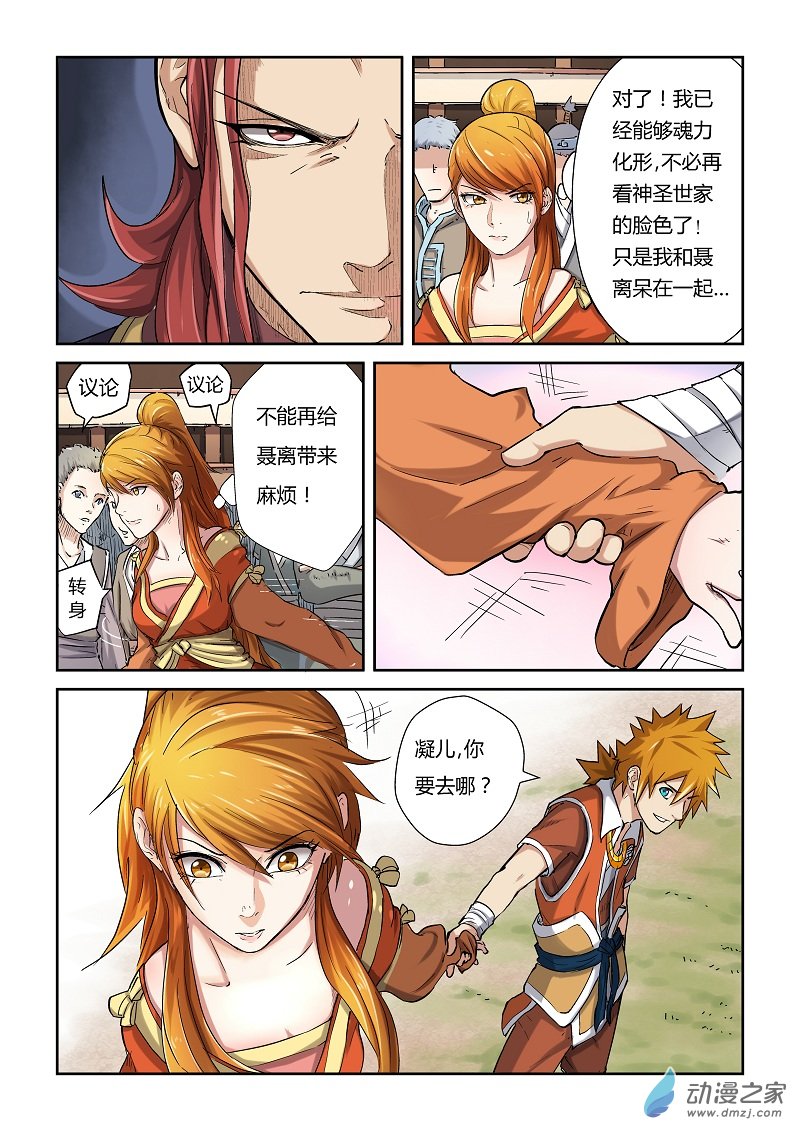 对了！我已
经能够魂力
化形,不必再
看神圣世家
的脸色了！
只是我和聂
离呆在一起...
议论
议论
不能再给
聂离带来
麻烦！
转
身
凝儿,你
要去哪？
动漫之家
www.dmzj.com